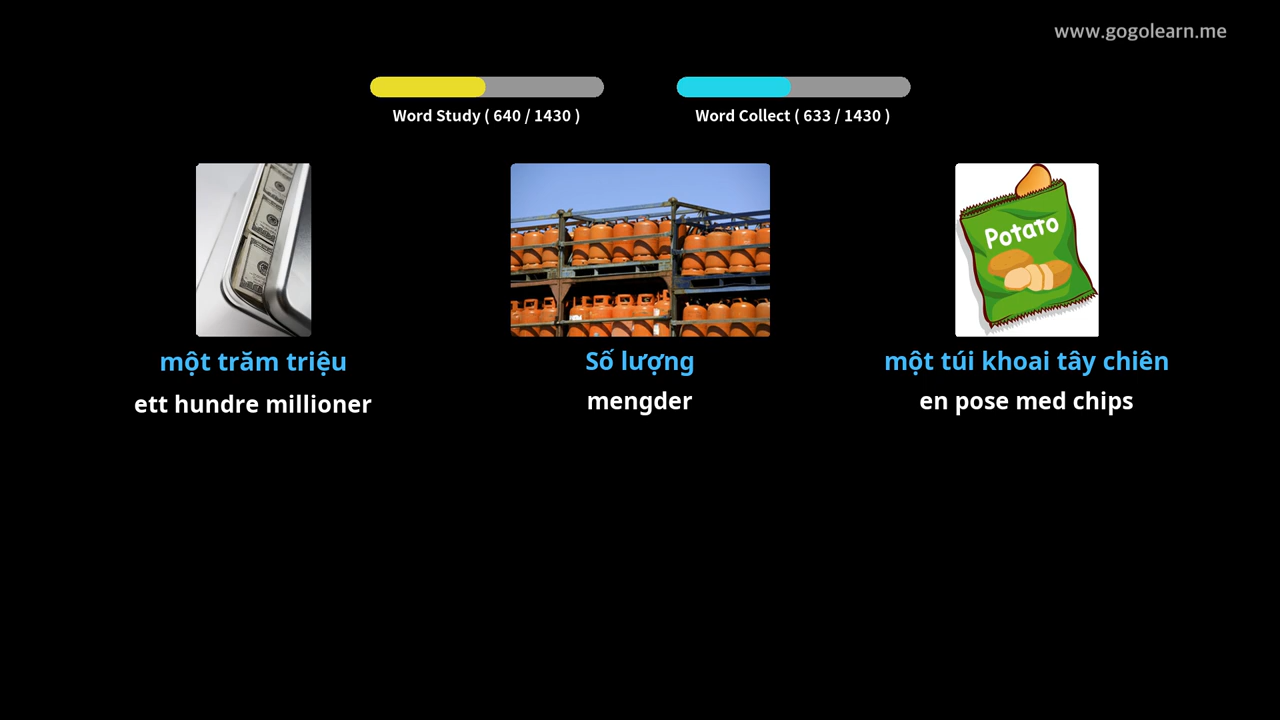 www.gogolearn.me
Word Study ( 640 / 1430 )
Word Collect ( 633 / 1430 )
Potato
một trăm triệu
Số lượng
một túi khoai tây chiên
ett hundre millioner
mengder
en pose med chips